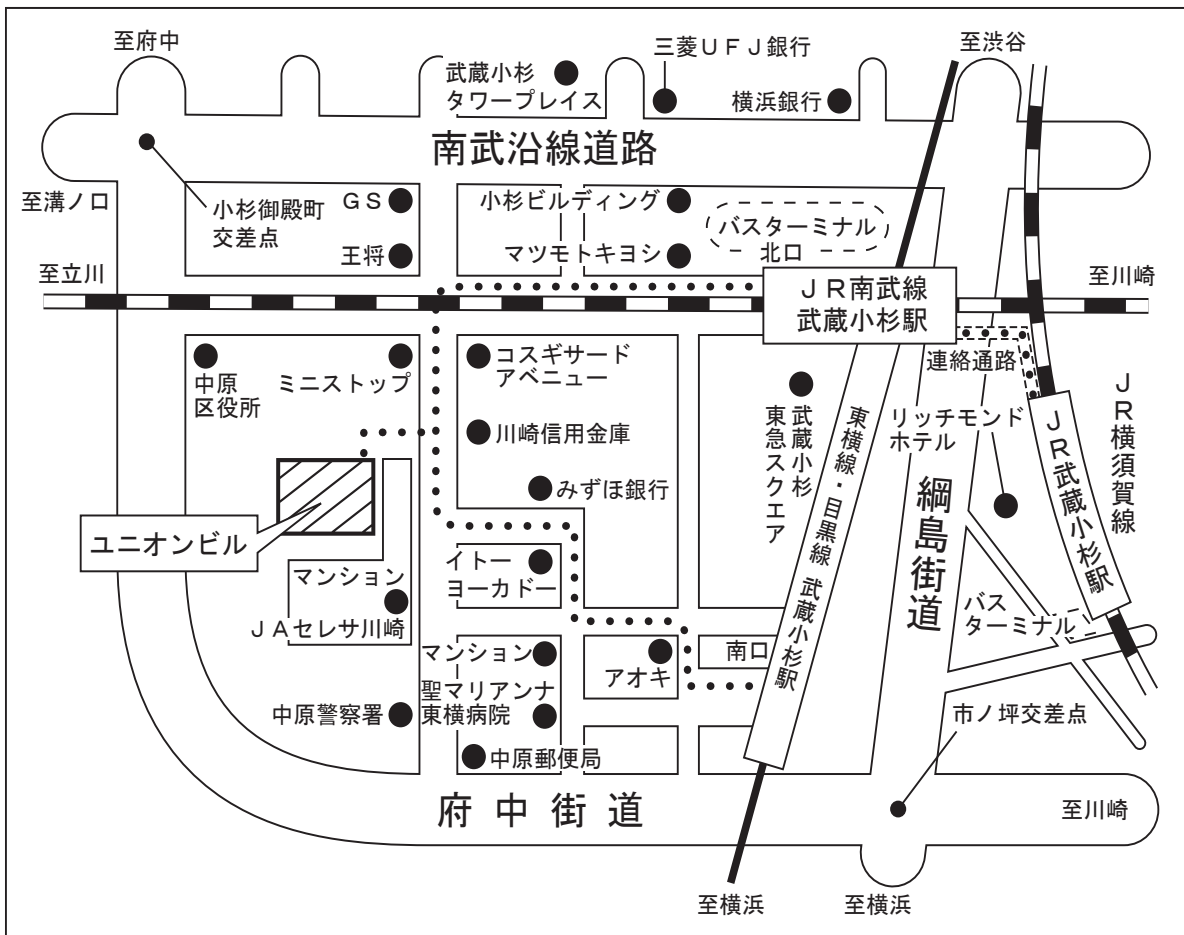 至府中
武蔵小杉
タワープレイス
三菱ＵＦＪ銀行
横浜銀行
至渋谷
南武沿線道路
至溝ノ口
小杉御殿町
交差点
ＧＳ
王将
小杉ビルディング
マツモトキヨシ
バスターミナル
北口
至立川
ＪＲ南武線
武蔵小杉駅
至川崎
中原
区役所
ミニストップ
コスギサード
アベニュー
川崎信用金庫
みずほ銀行
武蔵小杉
東急スクエア
東横線・目黒線 武蔵小杉駅
連絡通路
リッチモンド
ホテル
ＪＲ横須賀線
ＪＲ武蔵小杉駅
綱島街道
ユニオンビル
マンション
ＪＡセレサ川崎
イトー
ヨーカドー
バス
ターミナル
マンション
アオキ
南口
聖マリアンナ
東横病院
中原警察署
中原郵便局
市ノ坪交差点
府中街道
至川崎
至横浜
至横浜